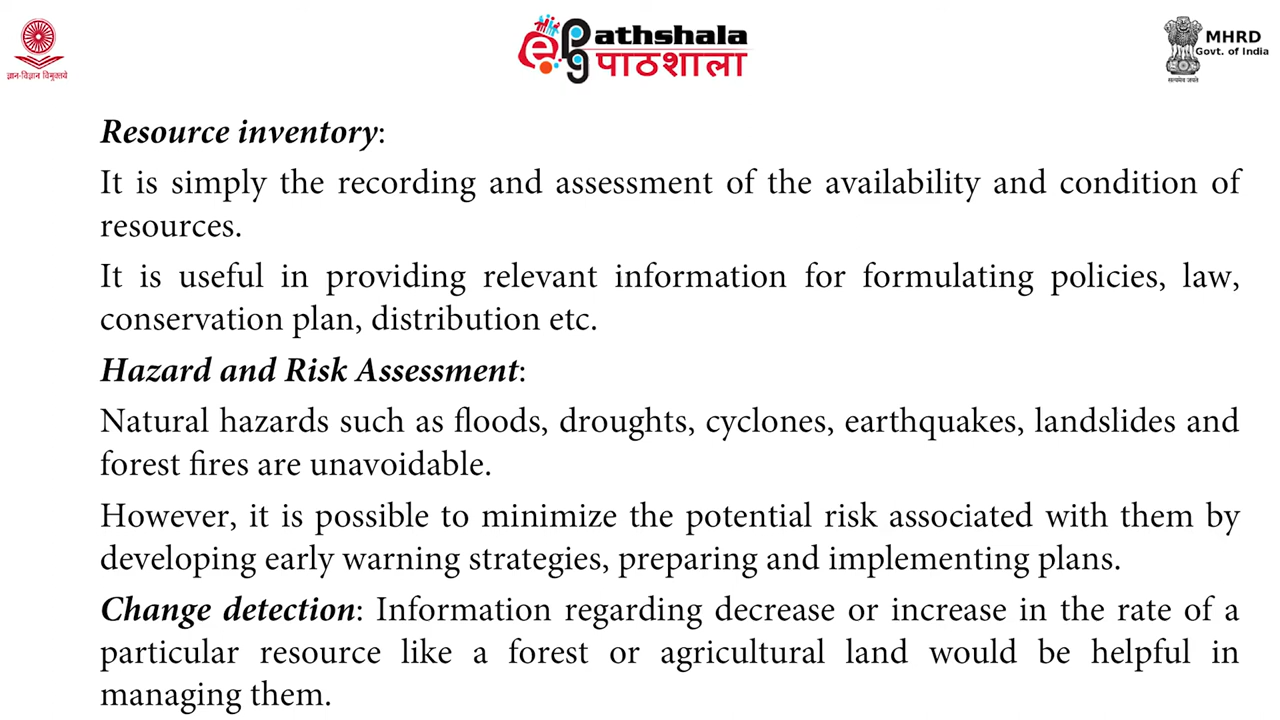 ज्ञान-विज्ञान विमुक्तये
e Pg Pathshala
पाठशाला
MHRD
Govt. of India
सत्यमेव जयते
Resource inventory:
It is simply the recording and assessment of the availability and condition of
resources.
It is useful in providing relevant information for formulating policies, law,
conservation plan, distribution etc.
Hazard and Risk Assessment:
Natural hazards such as floods, droughts, cyclones, earthquakes, landslides and
forest fires are unavoidable.
However, it is possible to minimize the potential risk associated with them by
developing early warning strategies, preparing and implementing plans.
Change detection: Information regarding decrease or increase in the rate of a
particular resource like a forest or agricultural land would be helpful in
managing them.